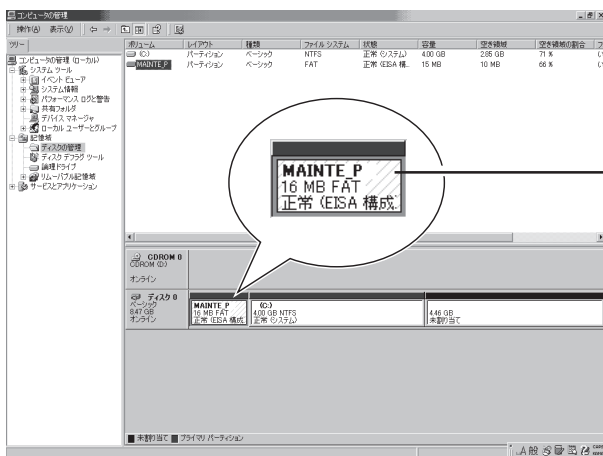 コンピュータの管理
操作(A) 表示(V)
ツリー
コンピュータの管理 (ローカル)
システム ツール
イベント ビューア
システム情報
パフォーマンス ログと警告
共有フォルダ
デバイス マネージャ
ローカル ユーザーとグループ
記憶域
ディスクの管理
ディスク デフラグ ツール
論理ドライブ
リムーバブル記憶域
サービスとアプリケーション
ボリューム レイアウト 種類 ファイル システム 状態 容量 空き領域 空き領域の割合 フ
(C:) パーティション ベーシック NTFS 正常 (システム) 4.00 GB 2.85 GB 71 %
MAINTE_P パーティション ベーシック FAT 正常 (EISA 構... 15 MB 10 MB 66 %
MAINTE_P
16 MB FAT
正常 (EISA 構成
CDROM 0
CDROM (D:)
オンライン
ディスク 0
ベーシック
8.47 GB
オンライン
MAINTE_P
16 MB FAT
正常 (EISA 構成
(C:)
4.00 GB NTFS
正常 (システム)
4.46 GB
未割り当て
未割り当て プライマリ パーティション
A 般